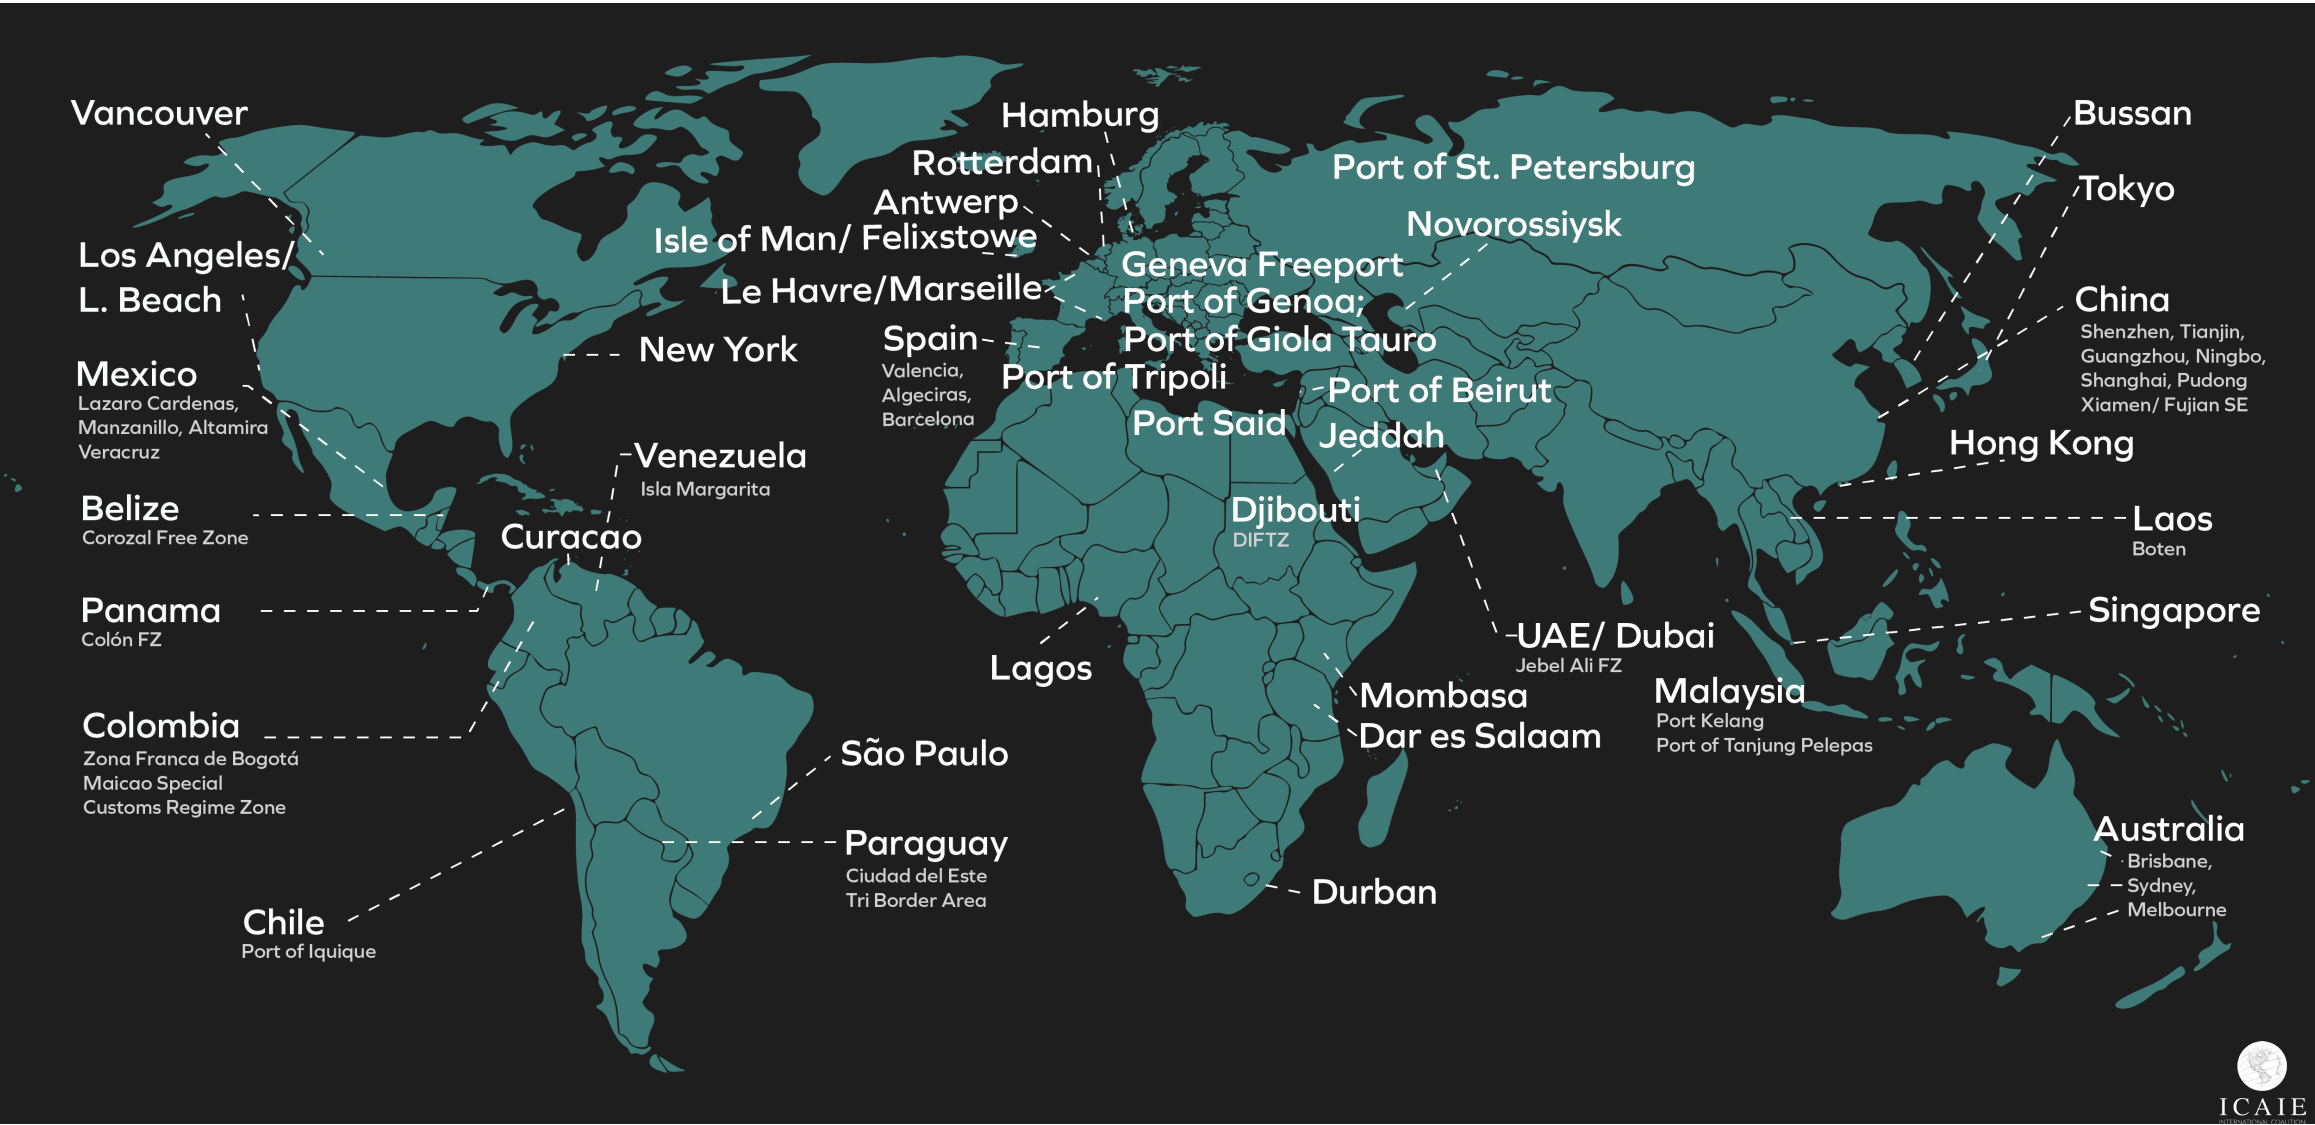 Vancouver
Los Angeles/
L. Beach
Mexico
Lazaro Cardenas,
Manzanillo, Altamira
Veracruz
Belize
Corozal Free Zone
Panama
Colón FZ
Colombia
Zona Franca de Bogotá
Maicao Special
Customs Regime Zone
Chile
Port of Iquique
New York
Venezuela
Isla Margarita
Curacao
São Paulo
Paraguay
Ciudad del Este
Tri Border Area
Hamburg
Rotterdam
Antwerp
Isle of Man/ Felixstowe
Le Havre/Marseille
Spain
Valencia,
Algeciras,
Barcelona
Geneva Freeport
Port of Genoa;
Port of Giola Tauro
Port of Tripoli
Port Said
Port of St. Petersburg
Novorossiysk
Port of Beirut
Jeddah
Djibouti
DIFTZ
Lagos
UAE/ Dubai
Jebel Ali FZ
Mombasa
Dar es Salaam
Durban
Malaysia
Port Kelang
Port of Tanjung Pelepas
Bussan
Tokyo
China
Shenzhen, Tianjin,
Guangzhou, Ningbo,
Shanghai, Pudong
Xiamen/ Fujian SE
Hong Kong
Laos
Boten
Singapore
Australia
Brisbane,
Sydney,
Melbourne
ICAIE
INTERNATIONAL COALITION